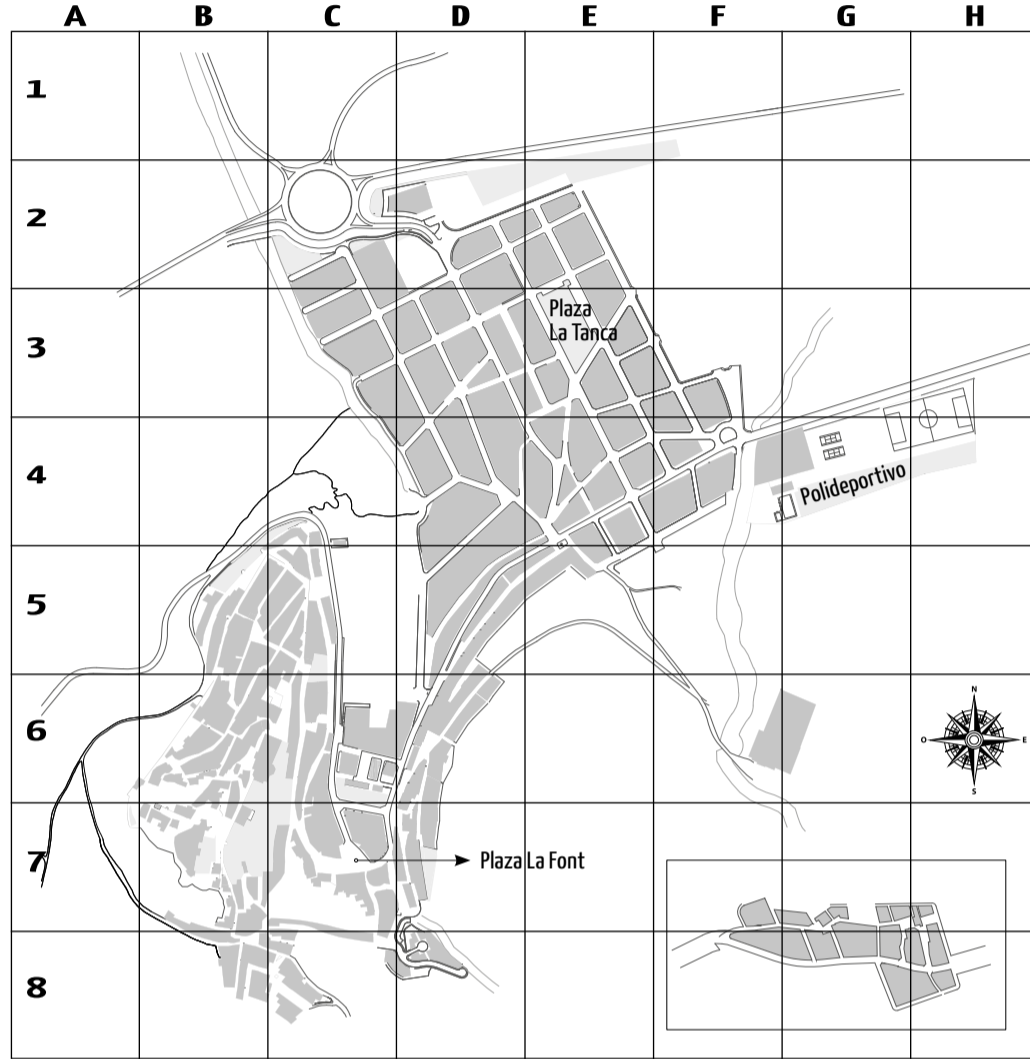 A B C D E F G H
1
2
3
4
5
6
7
8
Plaza
La Tanca
Polideportivo
N
O E
S
Plaza La Font